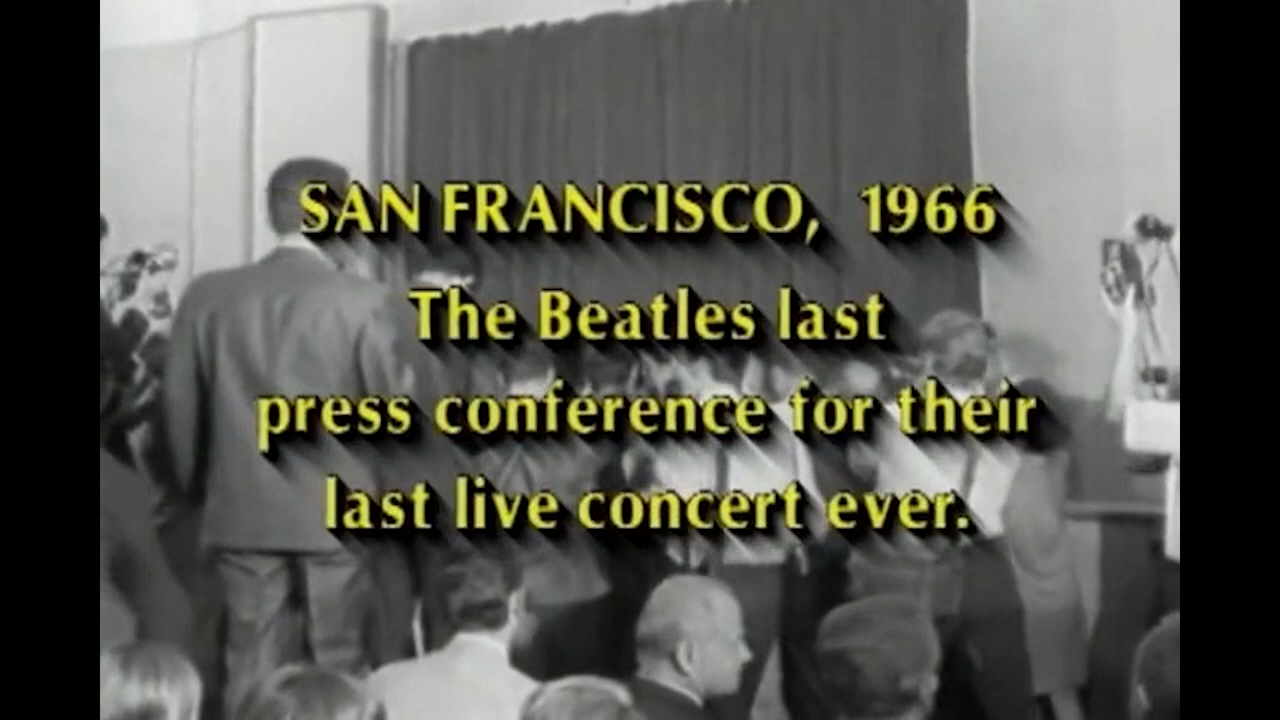 SAN FRANCISCO, 1966
The Beatles last
press conference for their
last live concert ever.